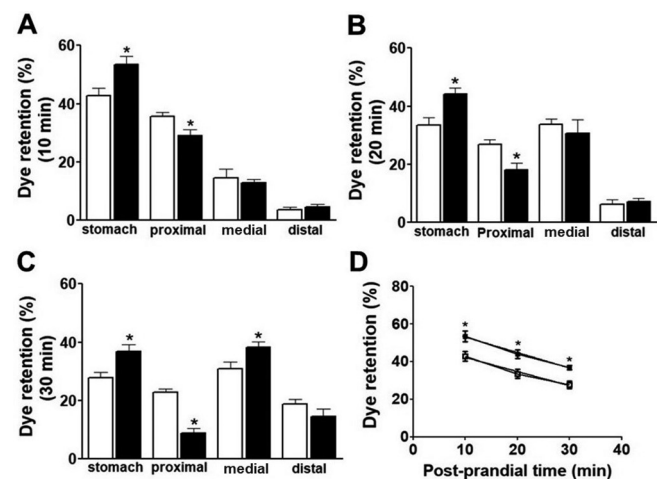 A
Dye retention (%)
(10 min)
60
40
20
0
*
*
stomach proximal medial distal
B
Dye retention (%)
(20 min)
60
40
20
0
*
*
stomach Proximal medial distal
C
Dye retention (%)
(30 min)
60
40
20
0
*
*
*
stomach proximal medial distal
D
Dye retention (%)
80
60
40
20
0
*
*
*
0 10 20 30 40
Post-prandial time (min)